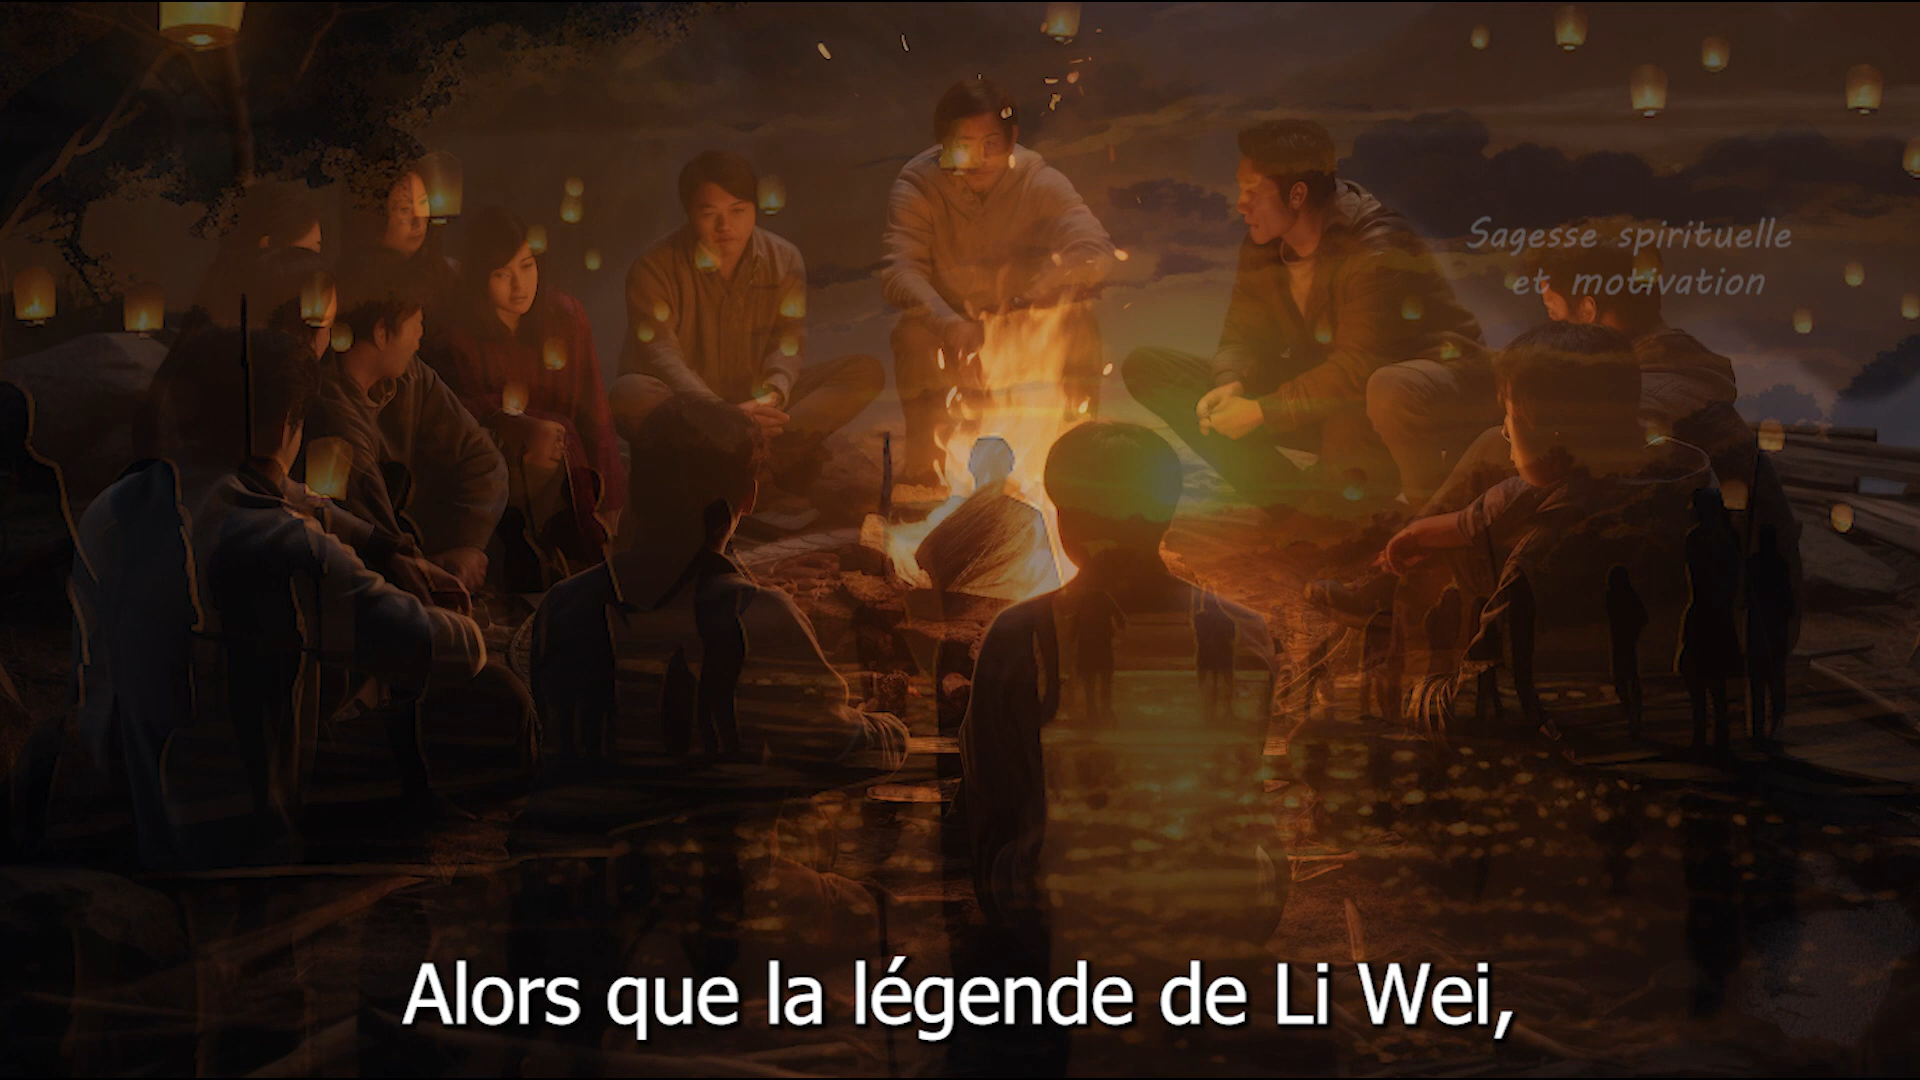 Sagesse spirituelle
et motivation
Alors que la légende de Li Wei,